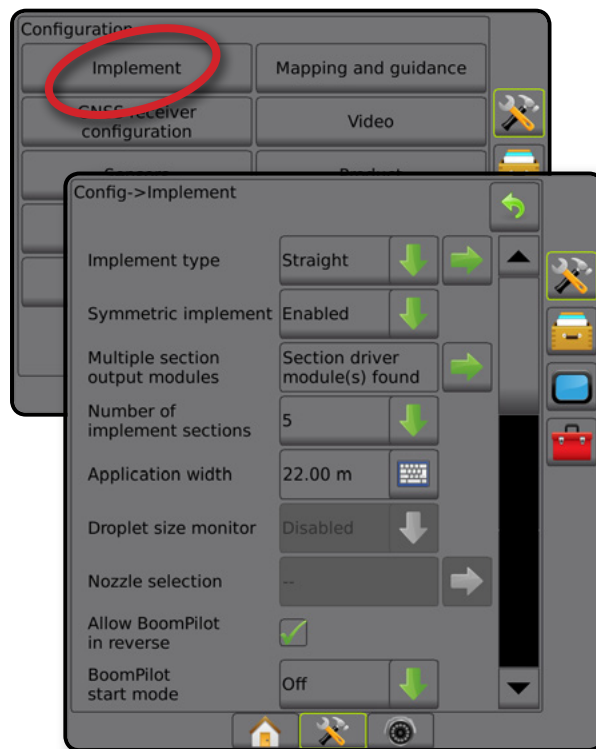 Configuration
Implement
Mapping and guidance
GNSS receiver
configuration
Video
Config->Implement
Implement type
Straight
Symmetric implement
Enabled
Multiple section
output modules
Section driver
module(s) found
Number of
implement sections
5
Application width
22.00 m
Droplet size monitor
Disabled
Nozzle selection
--
Allow BoomPilot
in reverse
BoomPilot
start mode
Off